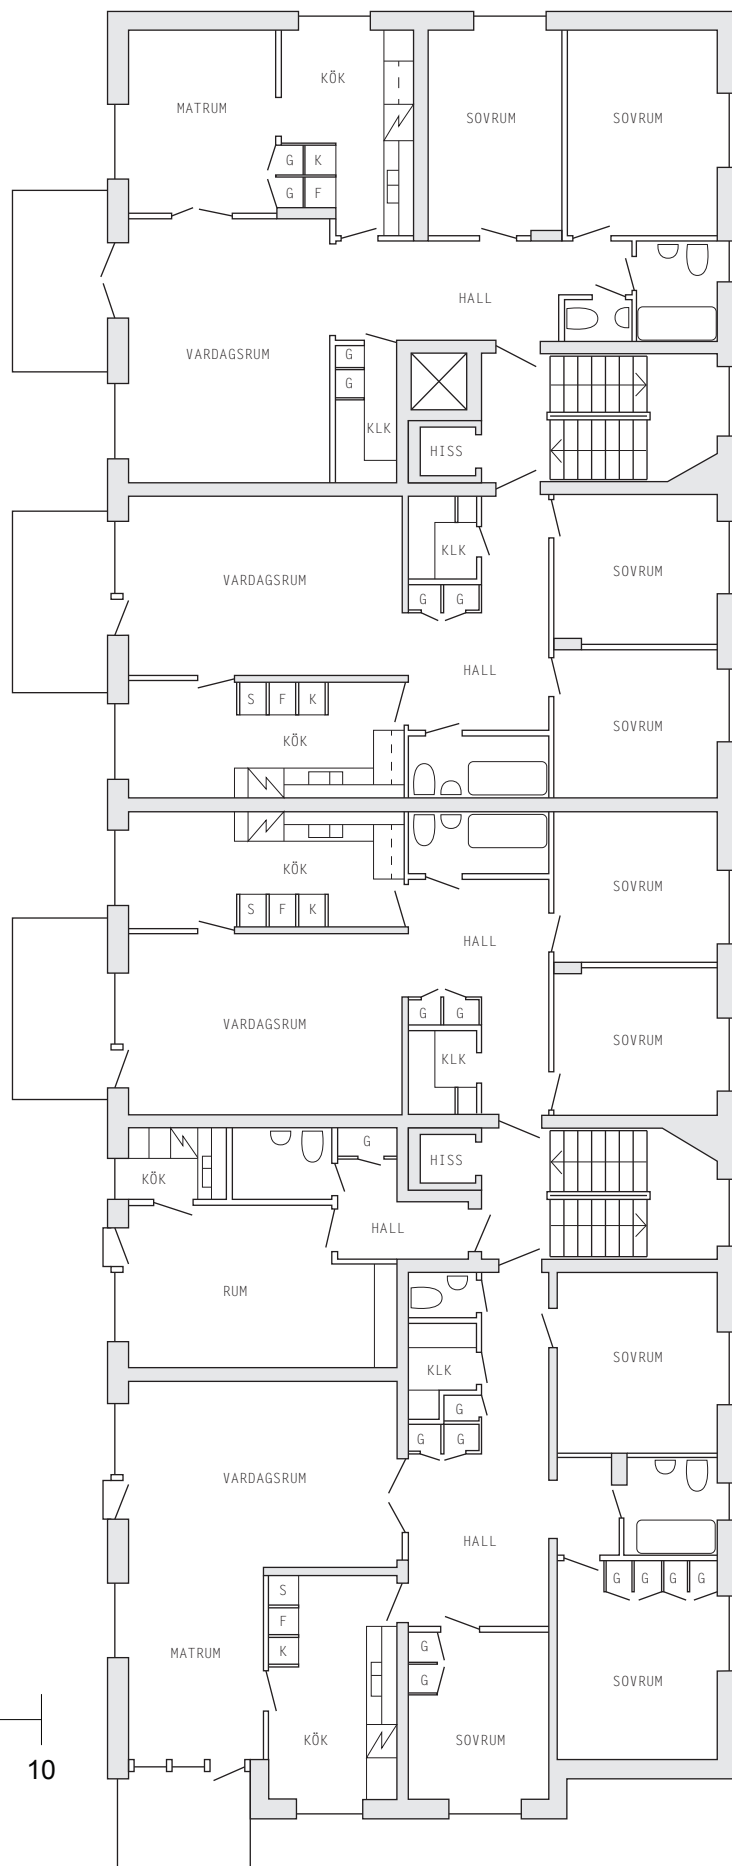 KÖK
MATRUM
SOVRUM
SOVRUM
G K
G F
HALL
VARDAGSRUM
G
G
KLK
HISS
KLK
VARDAGSRUM
SOVRUM
G G
HALL
S F K
SOVRUM
KÖK
KÖK
SOVRUM
S F K
HALL
G G
VARDAGSRUM
SOVRUM
KLK
G
HISS
KÖK
HALL
RUM
SOVRUM
KLK
G
G G
VARDAGSRUM
HALL
S
G G G G
F
G
K
MATRUM
G
SOVRUM
KÖK
SOVRUM
10